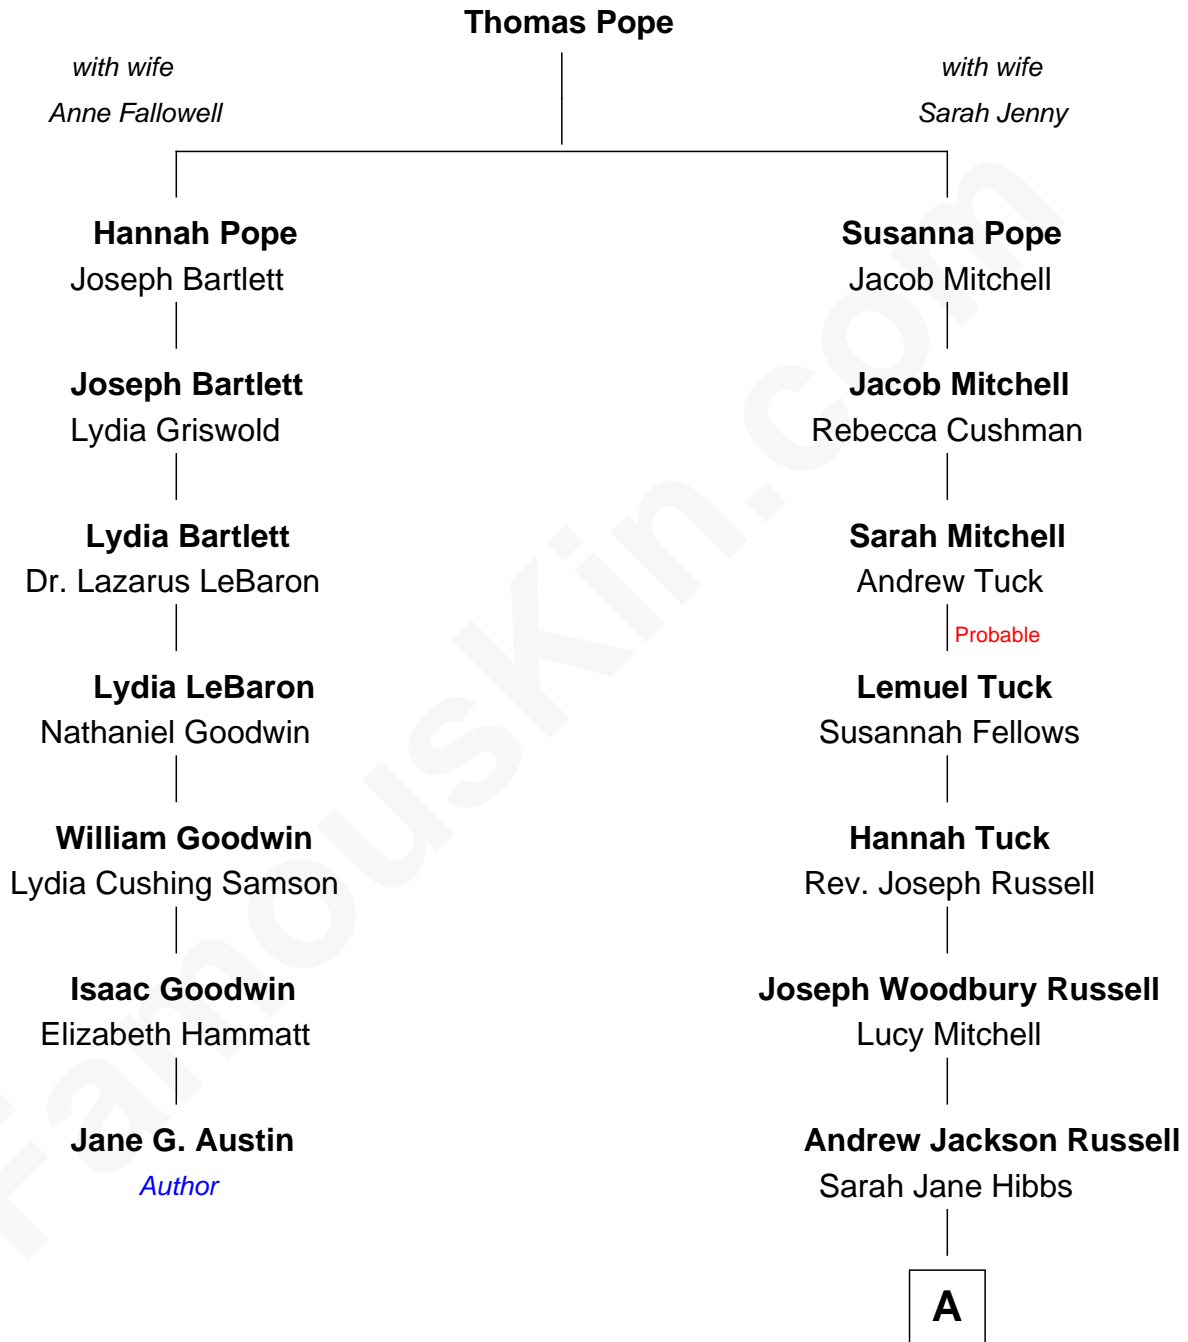 Thomas Pope
with wife
Anne Fallowell
with wife
Sarah Jenny
Hannah Pope
Joseph Bartlett
Susanna Pope
Jacob Mitchell
Joseph Bartlett
Lydia Griswold
Jacob Mitchell
Rebecca Cushman
Lydia Bartlett
Dr. Lazarus LeBaron
Sarah Mitchell
Andrew Tuck
Probable
Lydia LeBaron
Nathaniel Goodwin
Lemuel Tuck
Susannah Fellows
William Goodwin
Lydia Cushing Samson
Hannah Tuck
Rev. Joseph Russell
Isaac Goodwin
Elizabeth Hammatt
Joseph Woodbury Russell
Lucy Mitchell
Jane G. Austin
Author
Andrew Jackson Russell
Sarah Jane Hibbs
A
FamousKin.com